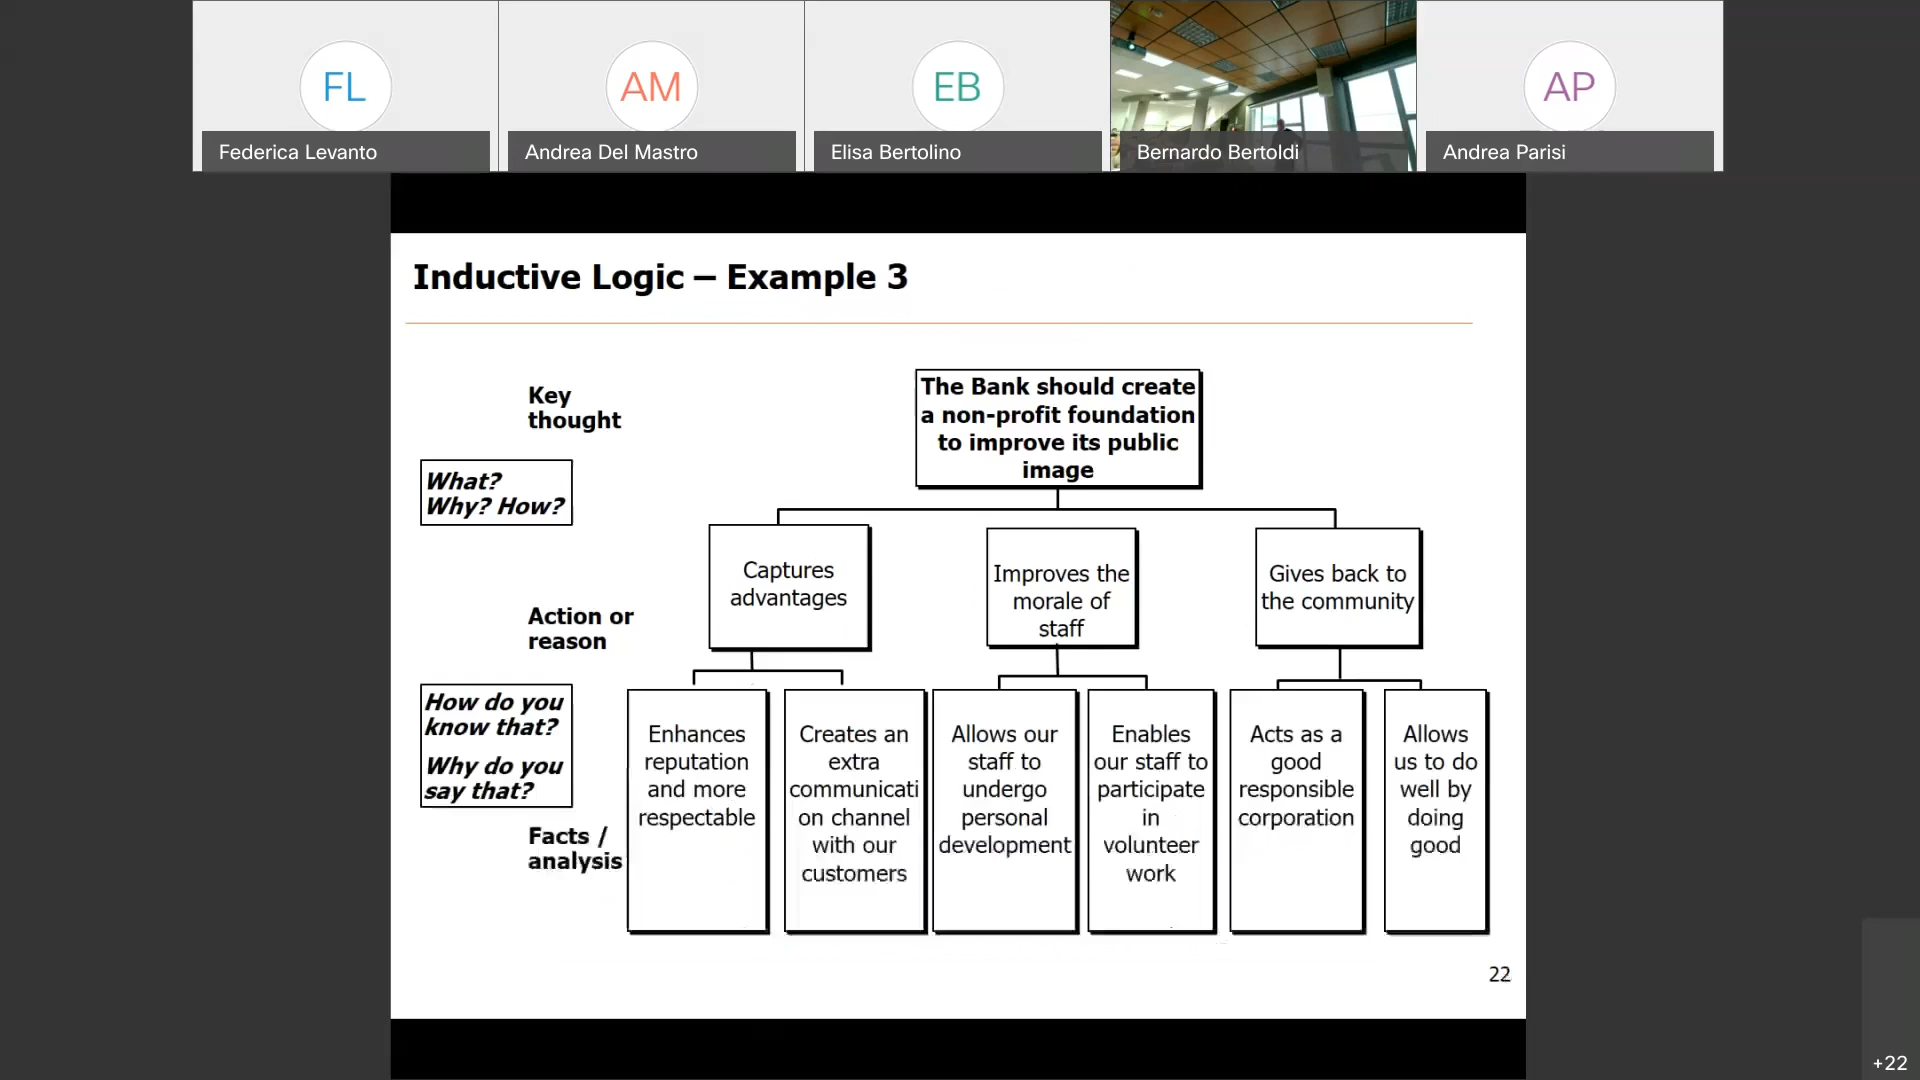 FL
AM
EB
AP
Federica Levanto
Andrea Del Mastro
Elisa Bertolino
Bernardo Bertoldi
Andrea Parisi
Inductive Logic – Example 3
Key
thought
The Bank should create
a non-profit foundation
to improve its public
image
What?
Why? How?
Action or
reason
Captures
advantages
Improves the
morale of
staff
Gives back to
the community
How do you
know that?
Why do you
say that?
Facts /
analysis
Enhances
reputation
and more
respectable
Creates an
extra
communicati
on channel
with our
customers
Allows our
staff to
undergo
personal
development
Enables
our staff to
participate
in
volunteer
work
Acts as a
good
responsible
corporation
Allows
us to do
well by
doing
good
22
+22